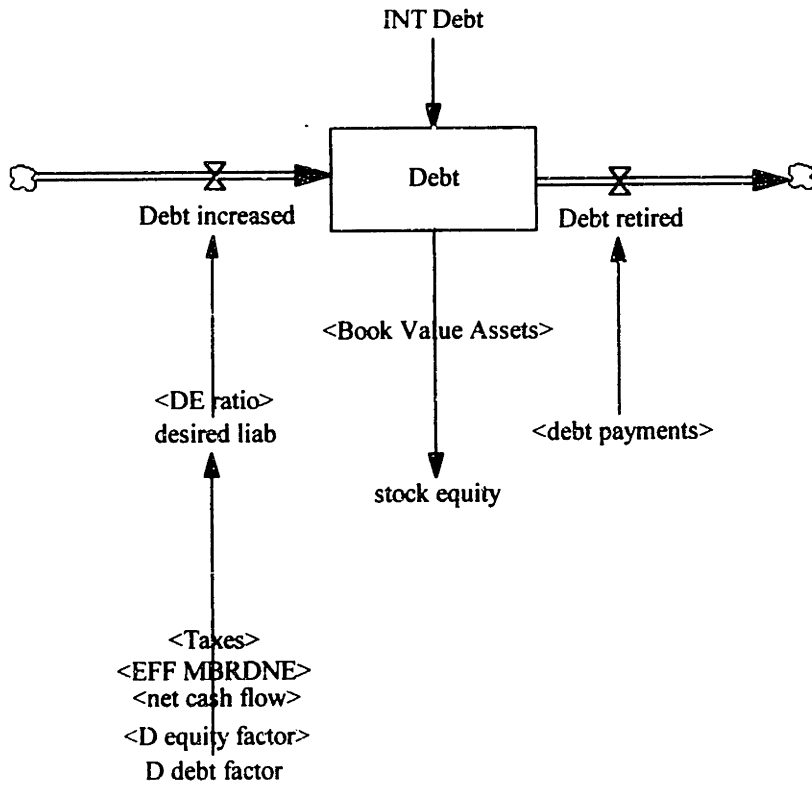 INT Debt
Debt
Debt increased
Debt retired
<Book Value Assets>
<DE ratio>
desired liab
<debt payments>
stock equity
<Taxes>
<EFF MBRDNE>
<net cash flow>
<D equity factor>
D debt factor